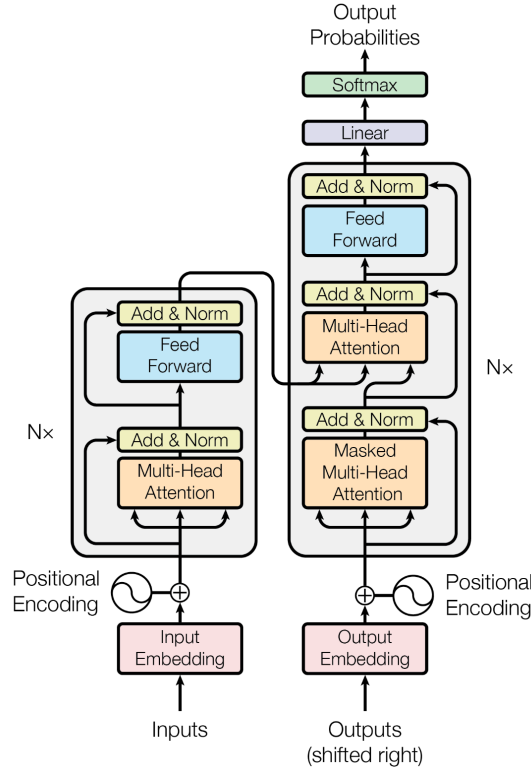 Output
Probabilities
Softmax
Linear
Add & Norm
Feed
Forward
Add & Norm
Multi-Head
Attention
Add & Norm
Masked
Multi-Head
Attention
N×
Add & Norm
Feed
Forward
Add & Norm
Multi-Head
Attention
N×
Positional
Encoding
Positional
Encoding
Input
Embedding
Output
Embedding
Inputs
Outputs
(shifted right)